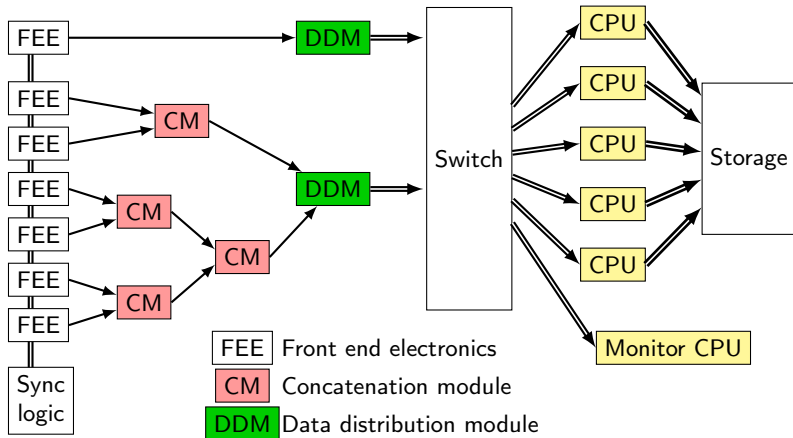 FEE
DDM
CPU
FEE
CM
FEE
CPU
FEE
CM
DDM
Switch
CPU
Storage
FEE
CM
CPU
FEE
CM
CPU
FEE
Monitor CPU
Sync
logic
FEE Front end electronics
CM Concatenation module
DDM Data distribution module